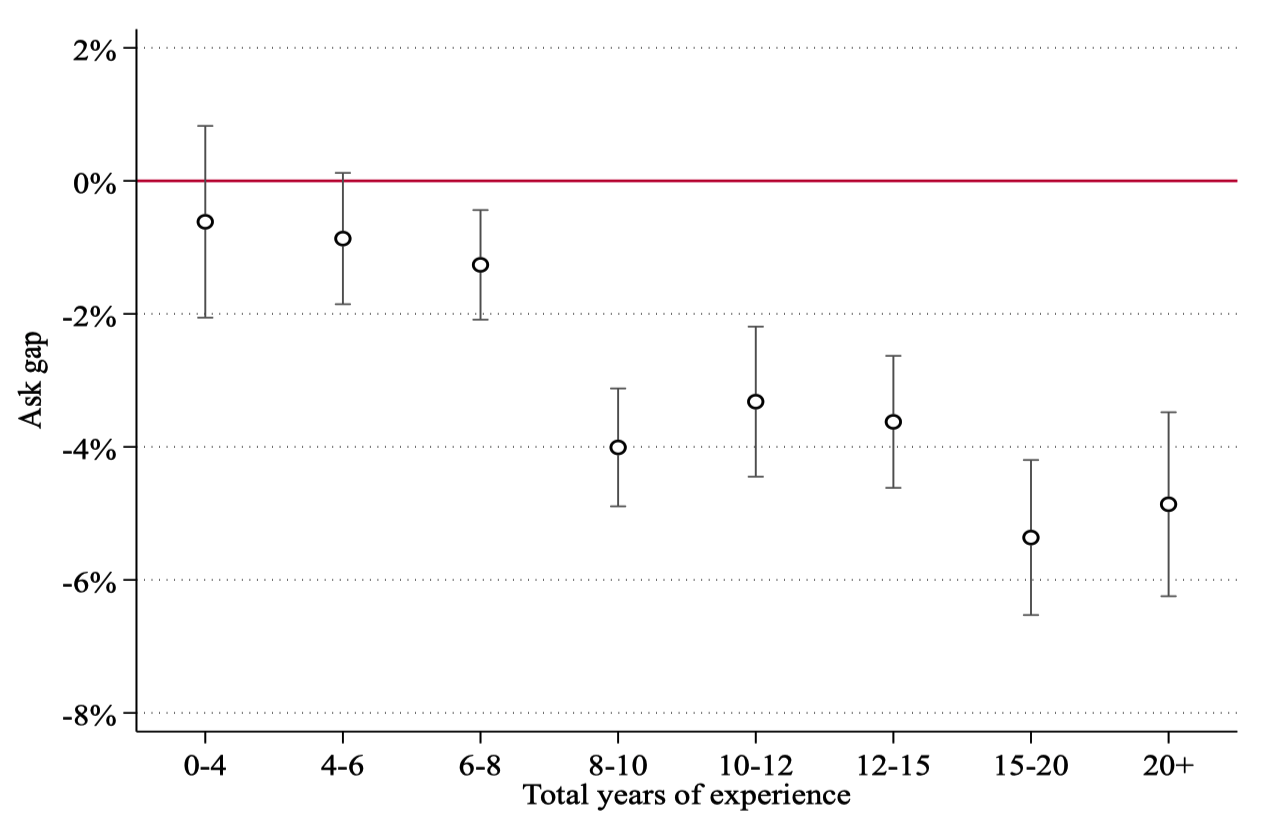 2%
0%
-2%
-4%
-6%
-8%
Ask gap
0-4 4-6 6-8 8-10 10-12 12-15 15-20 20+
Total years of experience